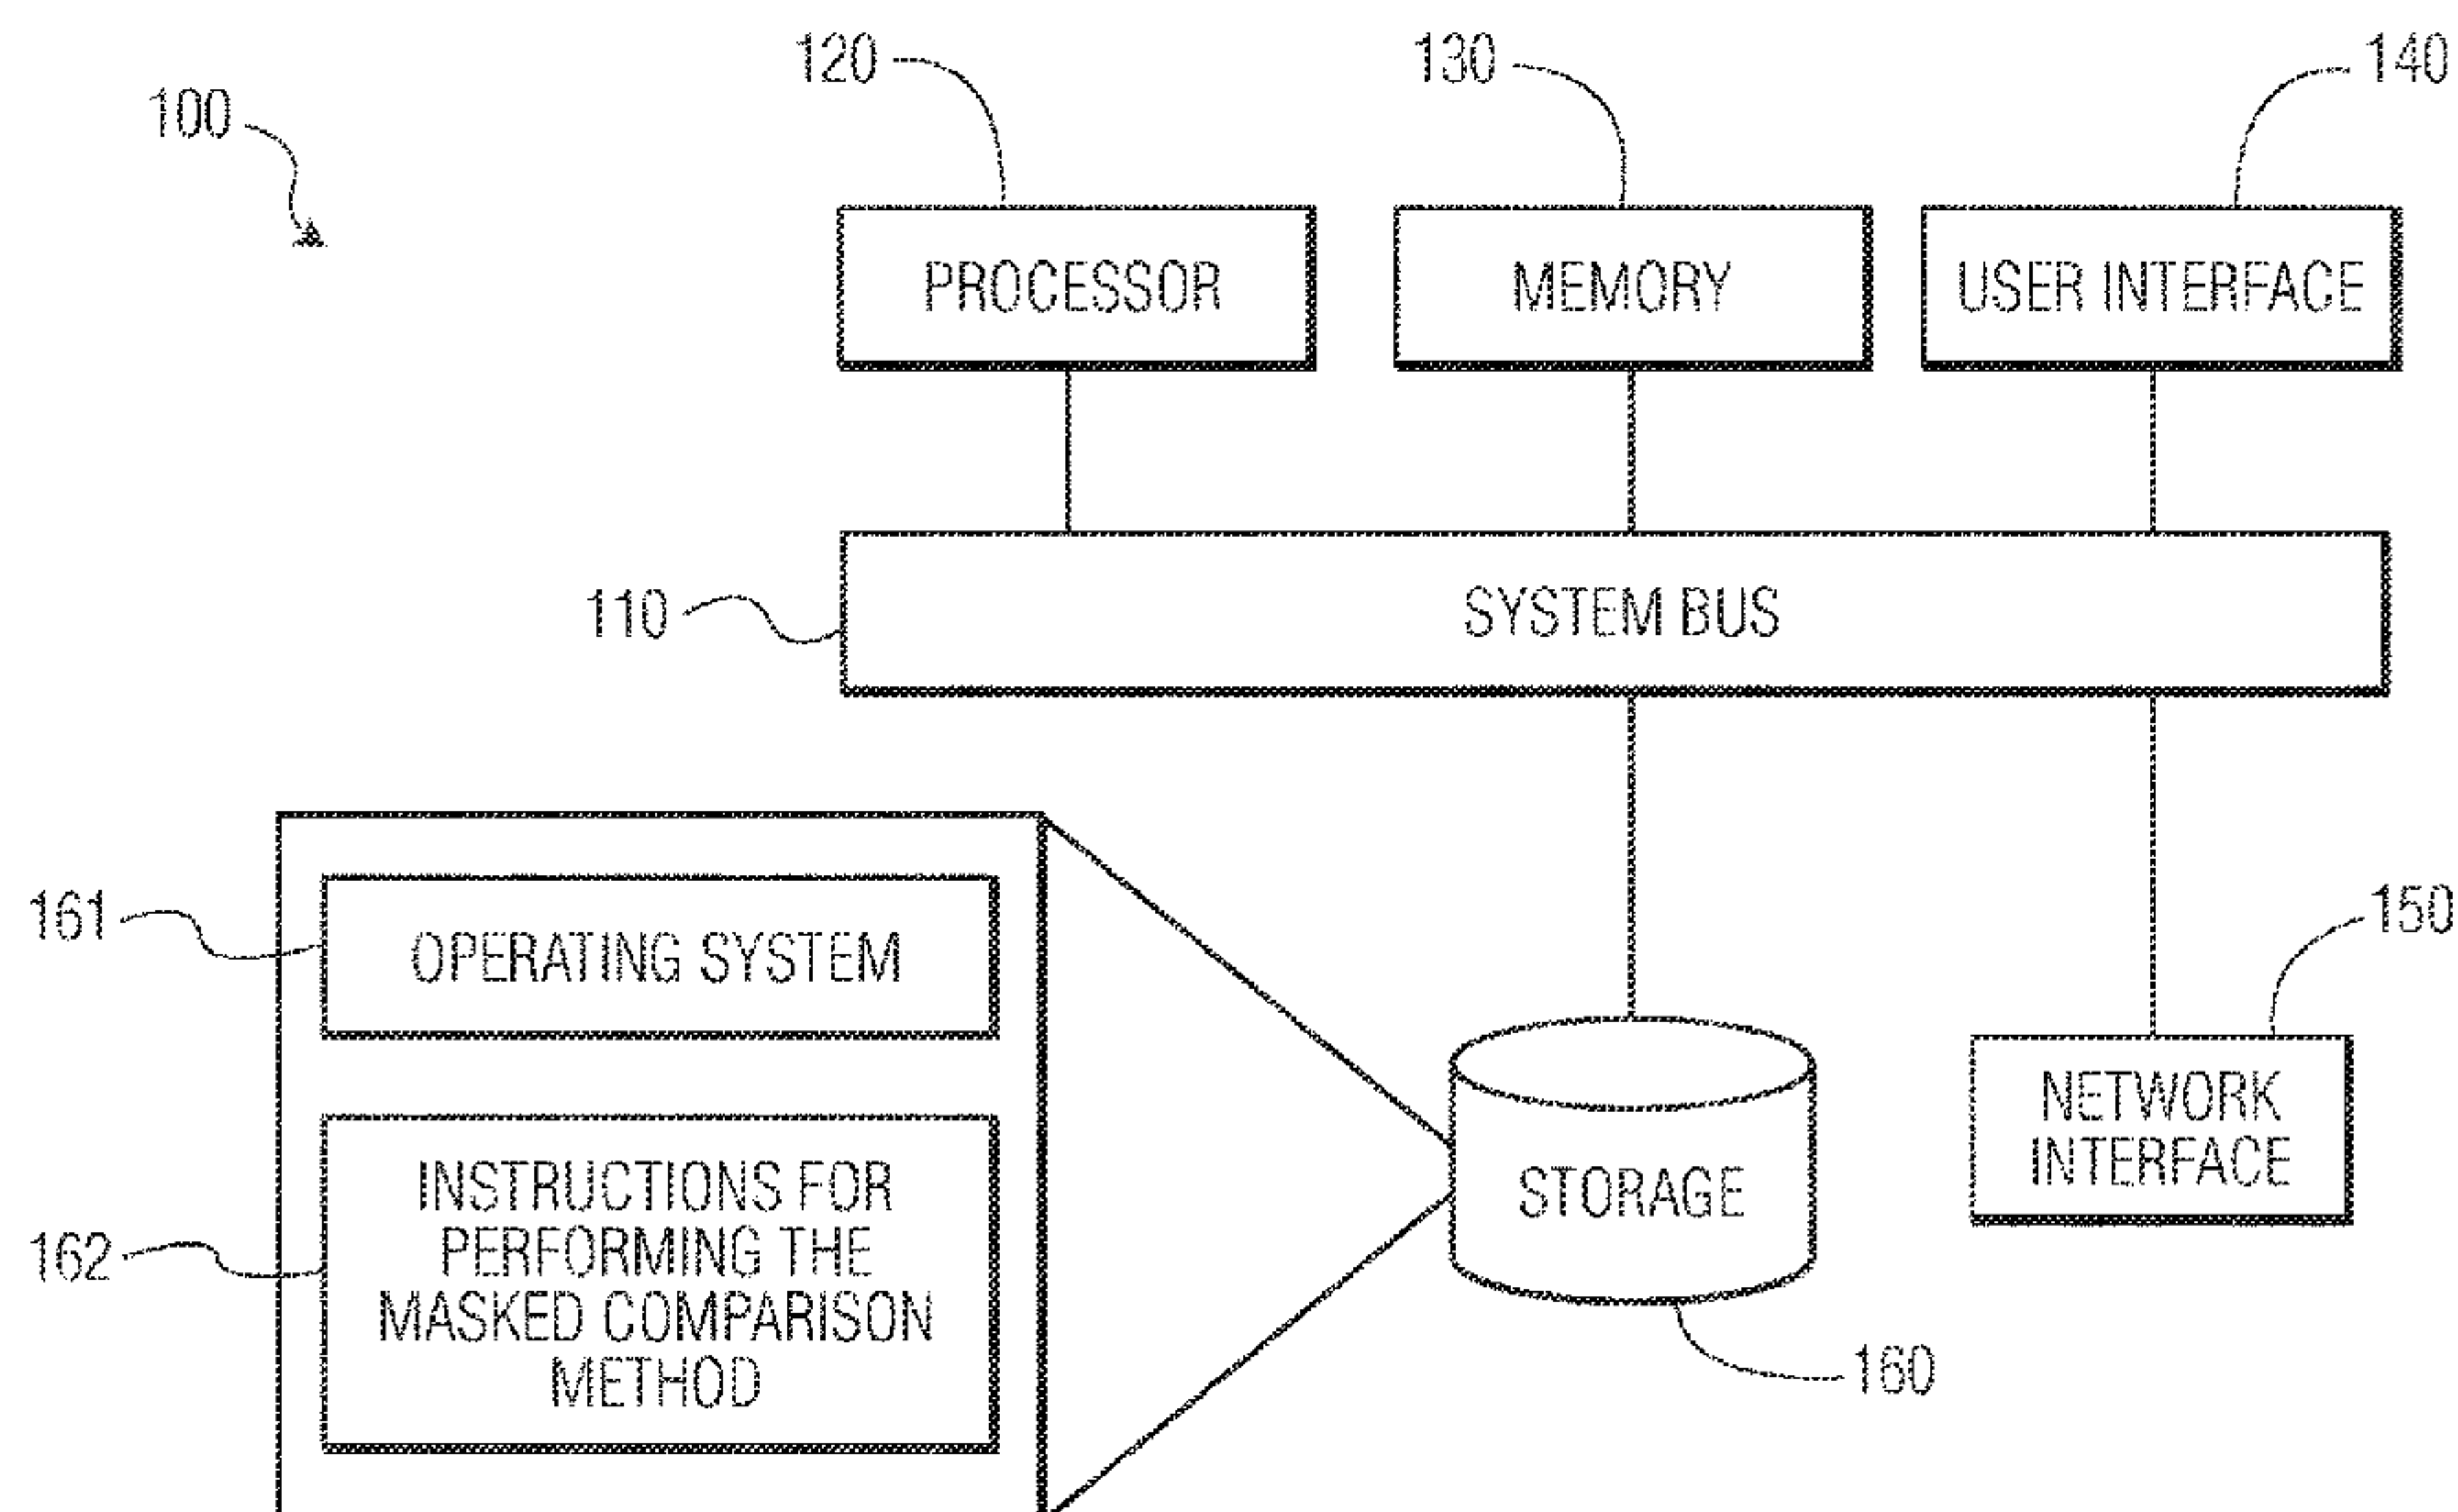 120
130
140
100
PROCESSOR
MEMORY
USER INTERFACE
110
SYSTEM BUS
161
OPERATING SYSTEM
150
NETWORK
INTERFACE
STORAGE
162
INSTRUCTIONS FOR
PERFORMING THE
MASKED COMPARISON
METHOD
160